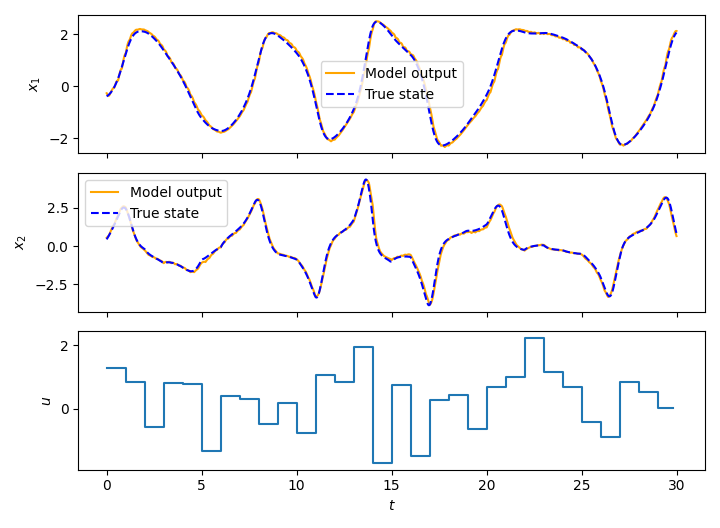 2
0
−2
x₁
Model output
True state
2.5
0.0
−2.5
x₂
Model output
True state
2
0
u
0 5 10 15 20 25 30
t